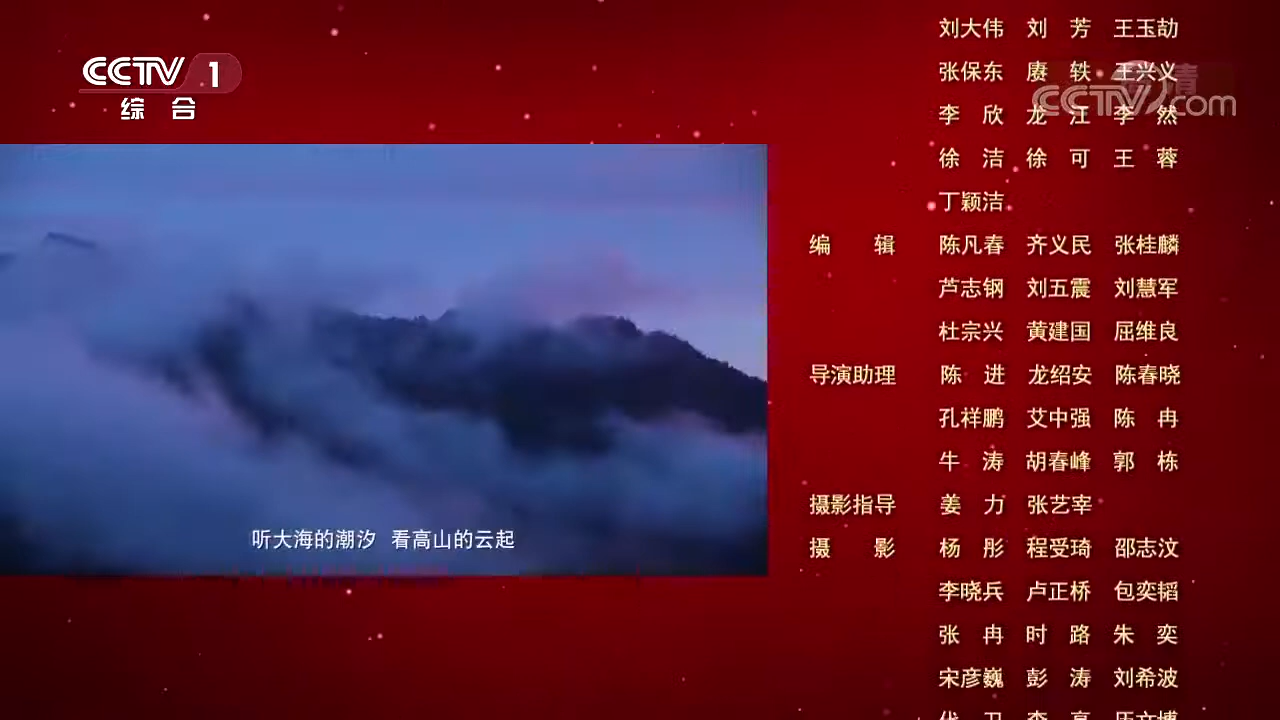 CCTV 1
综合
听大海的潮汐 看高山的云起
刘大伟 刘芳 王玉劼
张保东 赓轶 王兴义
CCTV.com
李欣 龙江 李然
徐洁 徐可 王蓉
丁颖洁
编辑 陈凡春 齐义民 张桂麟
芦志钢 刘五震 刘慧军
杜宗兴 黄建国 屈维良
导演助理 陈进 龙绍安 陈春晓
孔祥鹏 艾中强 陈冉
牛涛 胡春峰 郭栋
摄影指导 姜力 张艺宰
摄影 杨彤 程受琦 邵志汶
李晓兵 卢正桥 包奕韬
张冉 时路 朱奕
宋彦巍 彭涛 刘希波